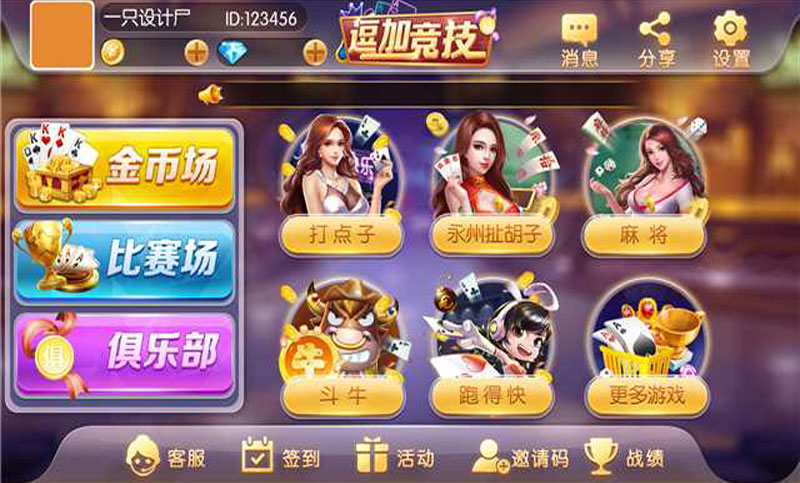 一只设计尸 ID:123456
逗加竞技
消息 分享 设置
金币场
比赛场
俱
俱乐部
打点子 永州扯胡子 麻将
斗牛 跑得快 更多游戏
客服 签到 活动 邀请码 战绩